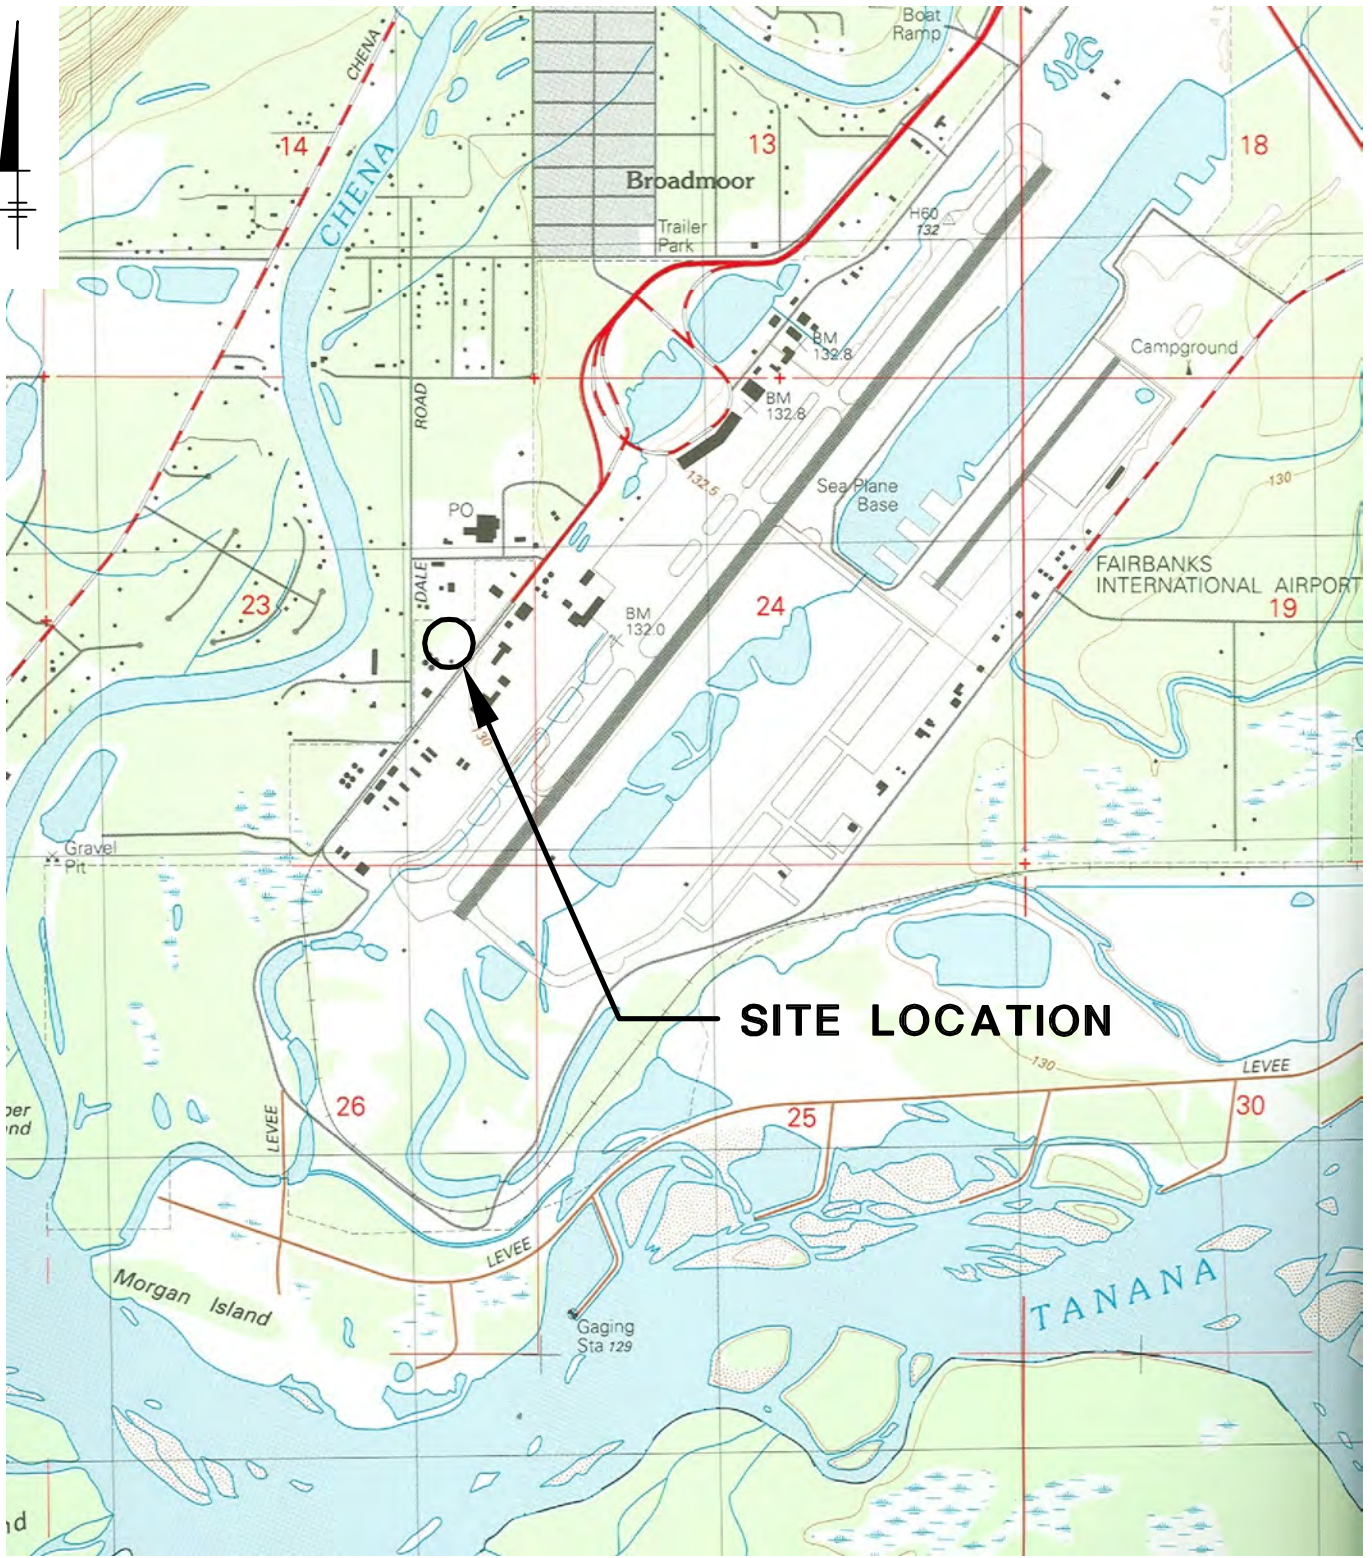 Boat
Ramp
CHENA
14
13
18
CHENA
Broadmoor
Trailer
Park
H60
132
BM
132.8
Campground
ROAD
BM
132.8
132.5
Sea Plane
Base
130
PO
FAIRBANKS
INTERNATIONAL AIRPORT
DALE
23
24
19
BM
132.0
130
Gravel
Pit
SITE LOCATION
130
LEVEE
26
25
30
LEVEE
LEVEE
Morgan Island
TANANA
Gaging
Sta 129